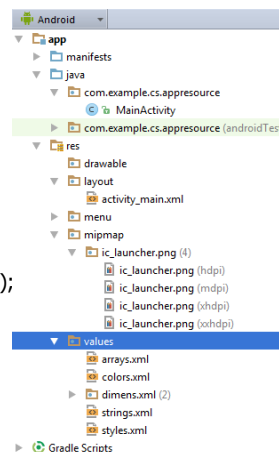 Android
app
manifests
java
com.example.cs.appresource
MainActivity
com.example.cs.appresource (androidTes
res
drawable
layout
activity_main.xml
menu
mipmap
ic_launcher.png (4)
ic_launcher.png (hdpi)
);
ic_launcher.png (mdpi)
ic_launcher.png (xhdpi)
ic_launcher.png (xxhdpi)
values
arrays.xml
colors.xml
dimens.xml (2)
strings.xml
styles.xml
Gradle Scripts